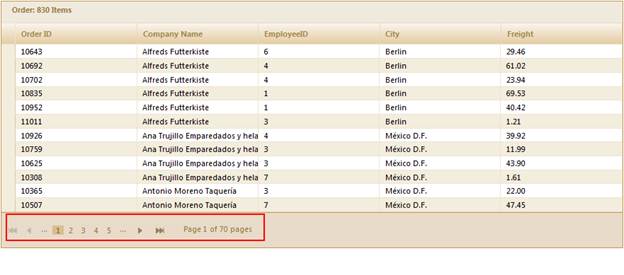 Order: 830 Items
Order ID Company Name EmployeeID City Freight
10643 Alfreds Futterkiste 6 Berlin 29.46
10692 Alfreds Futterkiste 4 Berlin 61.02
10702 Alfreds Futterkiste 4 Berlin 23.94
10835 Alfreds Futterkiste 1 Berlin 69.53
10952 Alfreds Futterkiste 1 Berlin 40.42
11011 Alfreds Futterkiste 3 Berlin 1.21
10926 Ana Trujillo Emparedados y hela 4 México D.F. 39.92
10759 Ana Trujillo Emparedados y hela 3 México D.F. 11.99
10625 Ana Trujillo Emparedados y hela 3 México D.F. 43.90
10308 Ana Trujillo Emparedados y hela 7 México D.F. 1.61
10365 Antonio Moreno Taquería 3 México D.F. 22.00
10507 Antonio Moreno Taquería 7 México D.F. 47.45
... 1 2 3 4 5 ... Page 1 of 70 pages